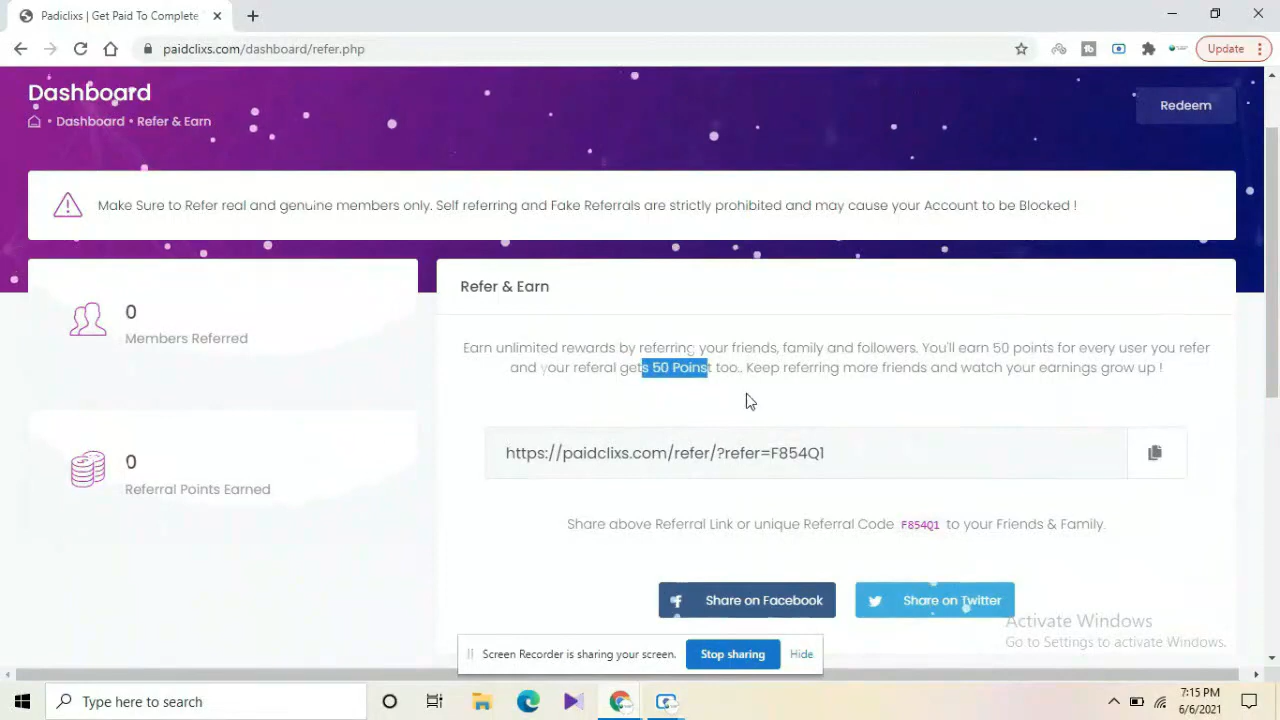 Padiclixs | Get Paid To Complete
paidclixs.com/dashboard/refer.php
Update
Dashboard
Dashboard • Refer & Earn
Redeem
Make Sure to Refer real and genuine members only. Self referring and Fake Referrals are strictly prohibited and may cause your Account to be Blocked !
0
Members Referred
0
Referral Points Earned
Refer & Earn
Earn unlimited rewards by referring your friends, family and followers. You'll earn 50 points for every user you refer
and your referal gets 50 Poinst too.. Keep referring more friends and watch your earnings grow up !
https://paidclixs.com/refer/?refer=F854Q1
Share above Referral Link or unique Referral Code F854Q1 to your Friends & Family.
Share on Facebook
Share on Twitter
Activate Windows
Go to Settings to activate Windows.
Screen Recorder is sharing your screen.
Stop sharing
Hide
Type here to search
7:15 PM
6/6/2021